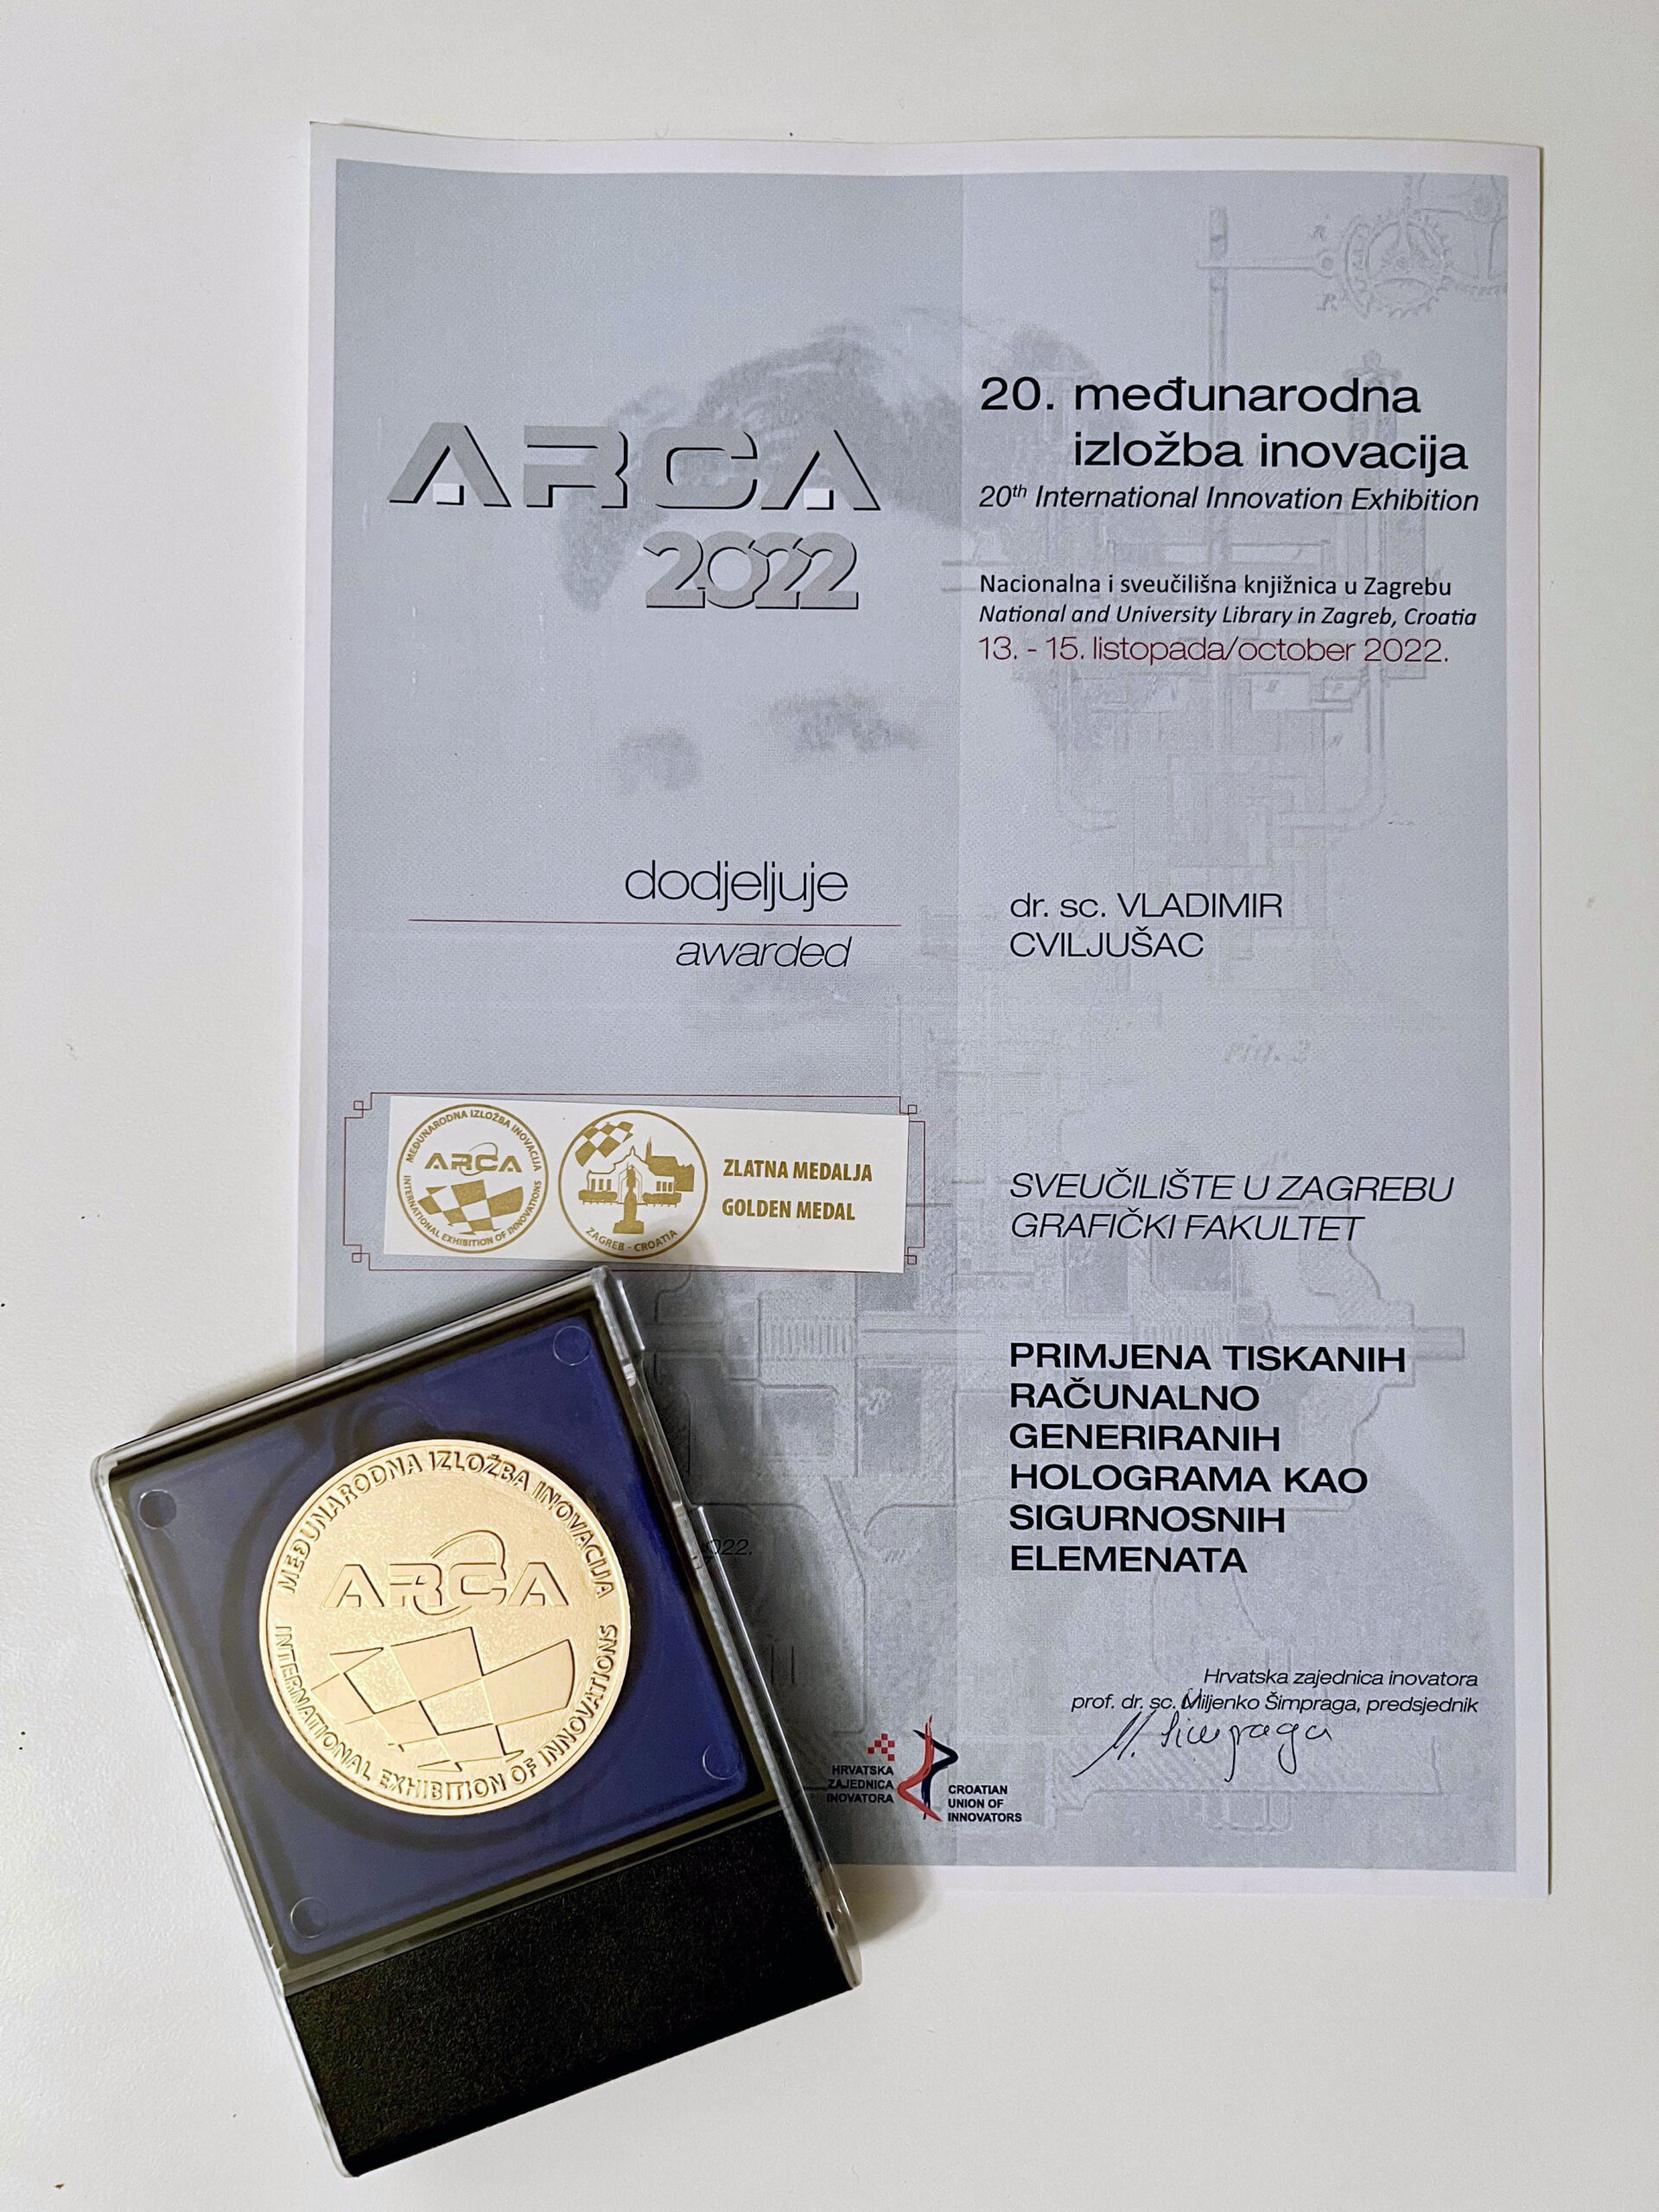 ARCA
2022
20. međunarodna
izložba inovacija
20th International Innovation Exhibition
Nacionalna i sveučilišna knjižnica u Zagrebu
National and University Library in Zagreb, Croatia
13. - 15. listopada/october 2022.
dodjeljuje
awarded
dr. sc. VLADIMIR
CVILJUŠAC
MEĐUNARODNA IZLOŽBA INOVACIJA
ARCA
INTERNATIONAL EXHIBITION OF INNOVATIONS
ZAGREB - CROATIA
ZLATNA MEDALJA
GOLDEN MEDAL
SVEUČILIŠTE U ZAGREBU
GRAFIČKI FAKULTET
PRIMJENA TISKANIH
RAČUNALNO
GENERIRANIH
HOLOGRAMA KAO
SIGURNOSNIH
ELEMENATA
Hrvatska zajednica inovatora
prof. dr. sc. Miljenko Šimpraga, predsjednik
M. Šimpraga
HRVATSKA
ZAJEDNICA
INOVATORA
CROATIAN
UNION OF
INNOVATORS
MEĐUNARODNA IZLOŽBA INOVACIJA
ARCA
INTERNATIONAL EXHIBITION OF INNOVATIONS